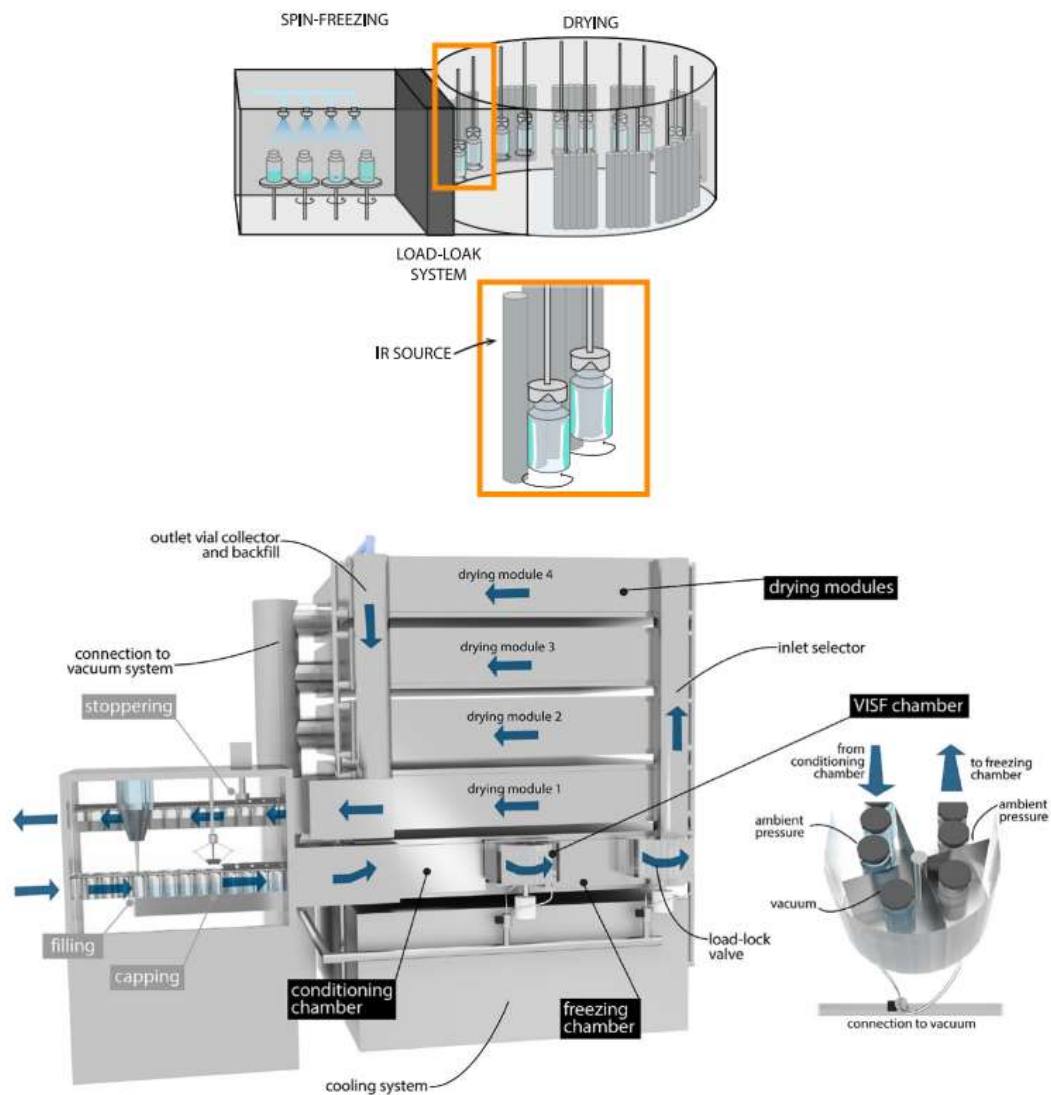 SPIN-FREEZING
DRYING
LOAD-LOAK
SYSTEM
IR SOURCE
outlet vial collector
and backfill
drying module 4
drying modules
connection to
vacuum system
drying module 3
inlet selector
stoppering
drying module 2
VISF chamber
from
conditioning
chamber
to freezing
chamber
drying module 1
ambient
pressure
ambient
pressure
vacuum
filling
capping
load-lock
valve
conditioning
chamber
freezing
chamber
connection to vacuum
cooling system